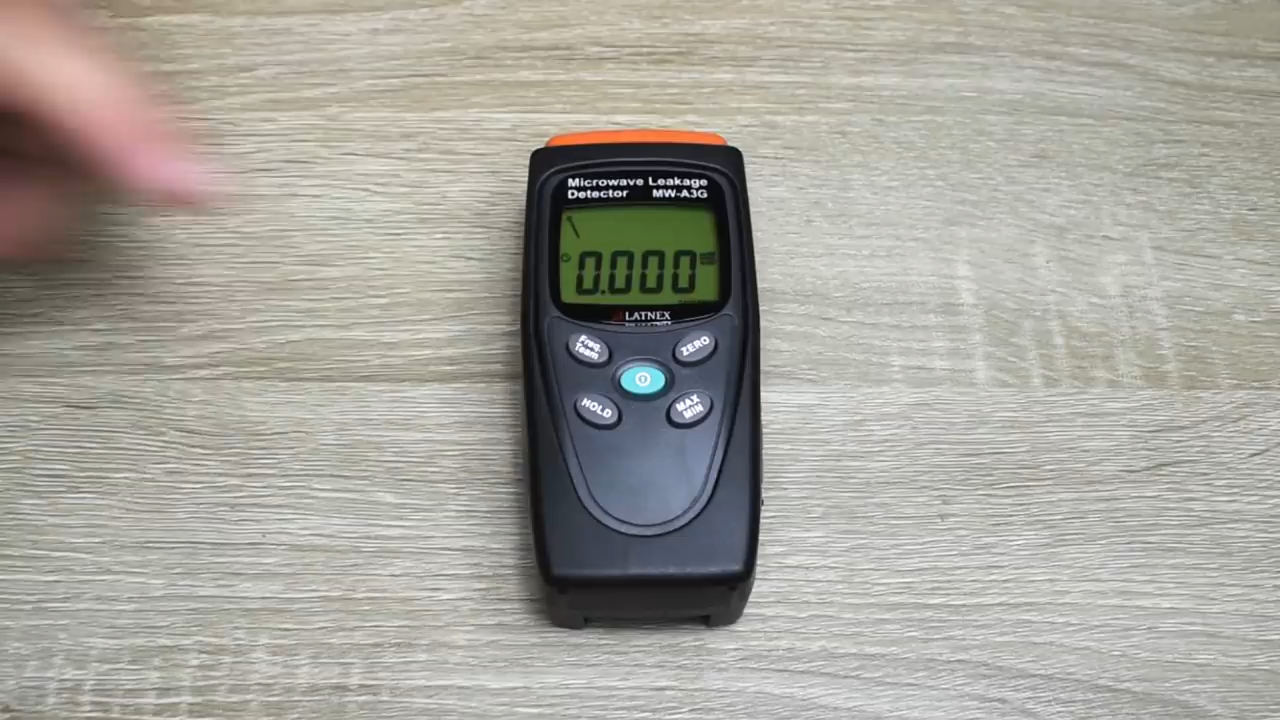 Microwave Leakage
Detector MW-A3G
0.000
LATNEX
Freq.
Team
ZERO
HOLD
MAX
MIN